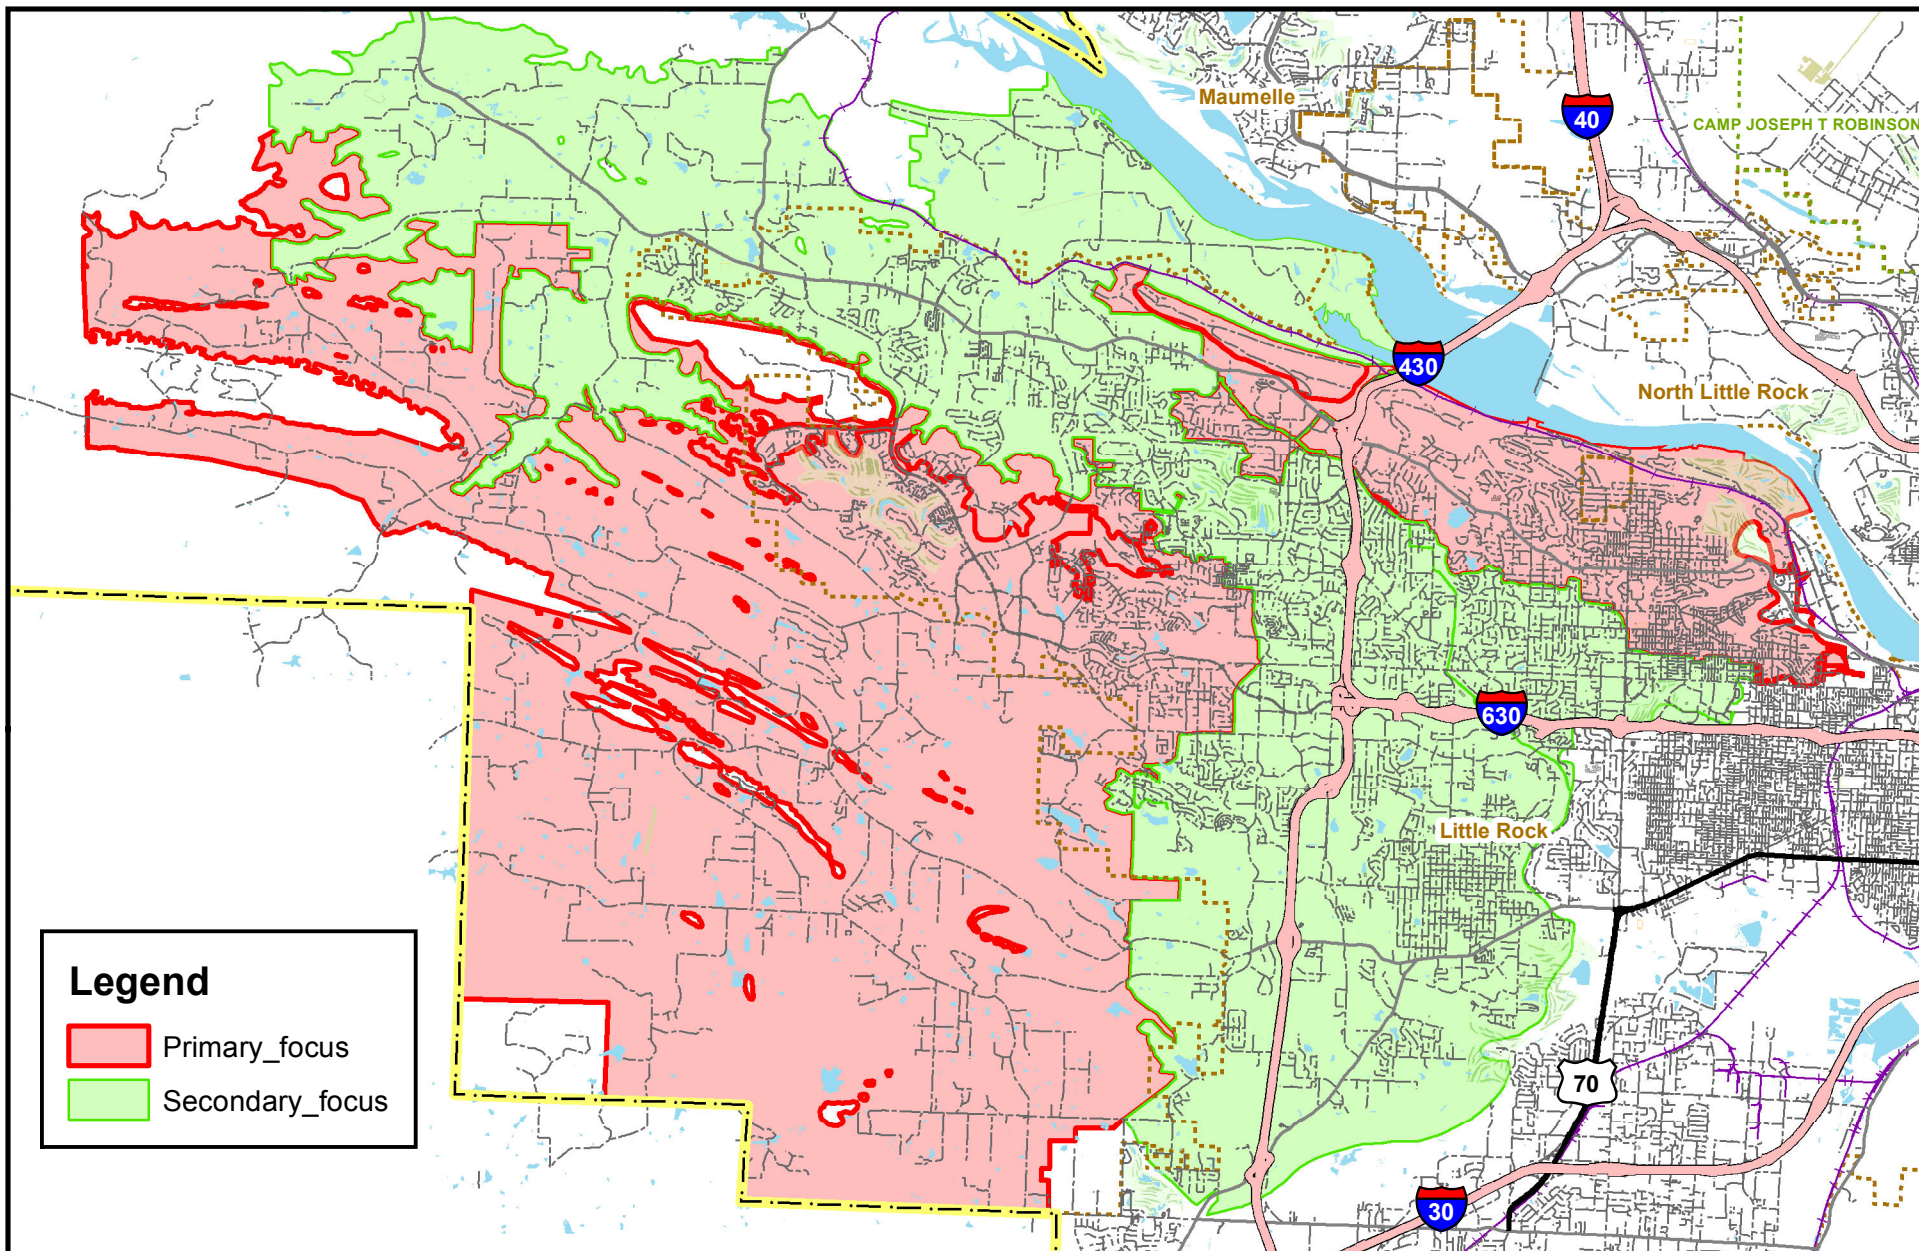 Maumelle
40
CAMP JOSEPH T ROBINSON
430
North Little Rock
630
Little Rock
Legend
Primary_focus
Secondary_focus
70
30